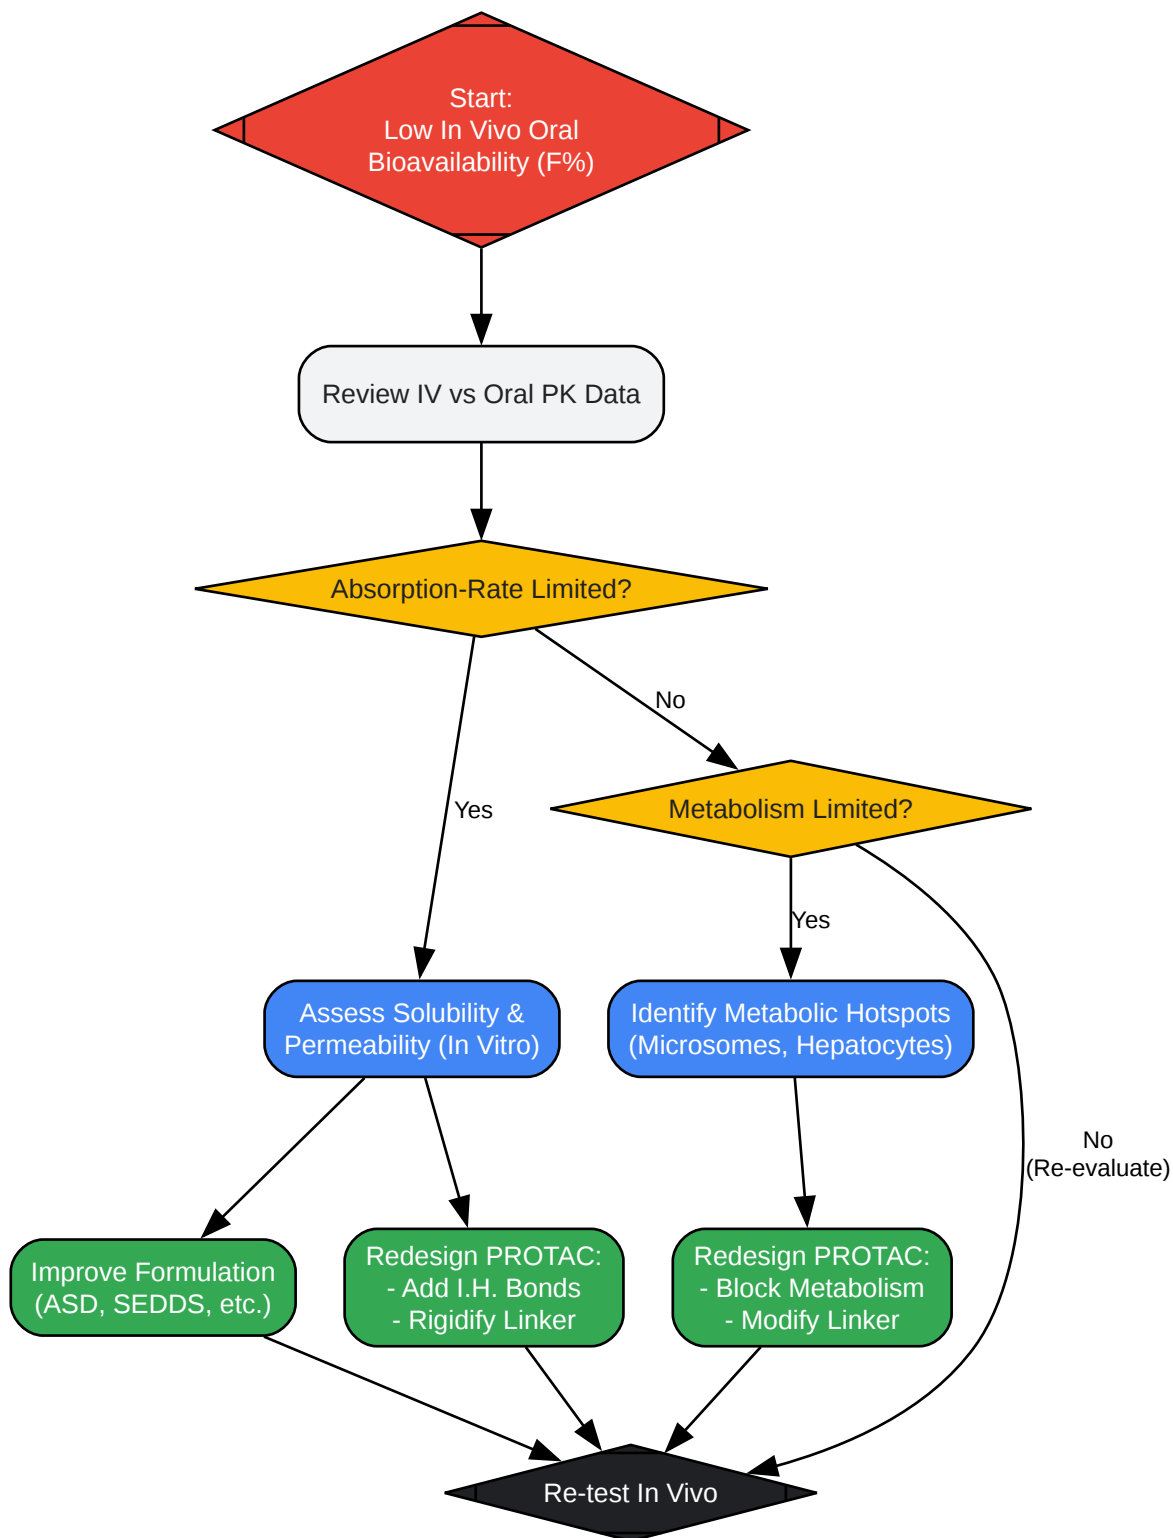 Start:
Low In Vivo Oral
Bioavailability (F%)
Review IV vs Oral PK Data
Absorption-Rate Limited?
No
Metabolism Limited?
Yes
Yes
Assess Solubility &
Permeability (In Vitro)
Identify Metabolic Hotspots
(Microsomes, Hepatocytes)
No
(Re-evaluate)
Improve Formulation
(ASD, SEDDS, etc.)
Redesign PROTAC:
- Add I.H. Bonds
- Rigidify Linker
Redesign PROTAC:
- Block Metabolism
- Modify Linker
Re-test In Vivo